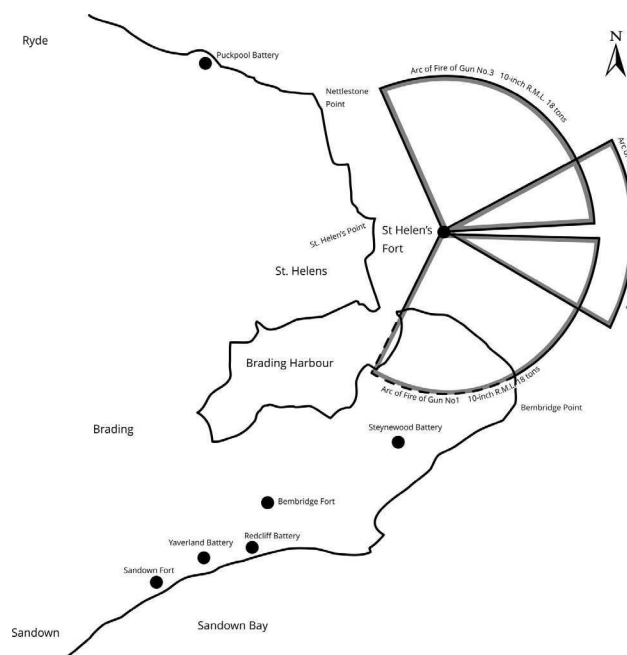 Ryde
Puckpool Battery
N
Arc of Fire of Gun No.3 10-inch R.M.L. 18 tons
Nettlestone
Point
Arc
St. Helen's Point
St Helen's
Fort
St. Helens
Brading Harbour
Arc of Fire of Gun No1 10-inch R.M.L. 18 tons
Bembridge Point
Brading
Steynewood Battery
Bembridge Fort
Redcliff Battery
Yaverland Battery
Sandown Fort
Sandown Bay
Sandown